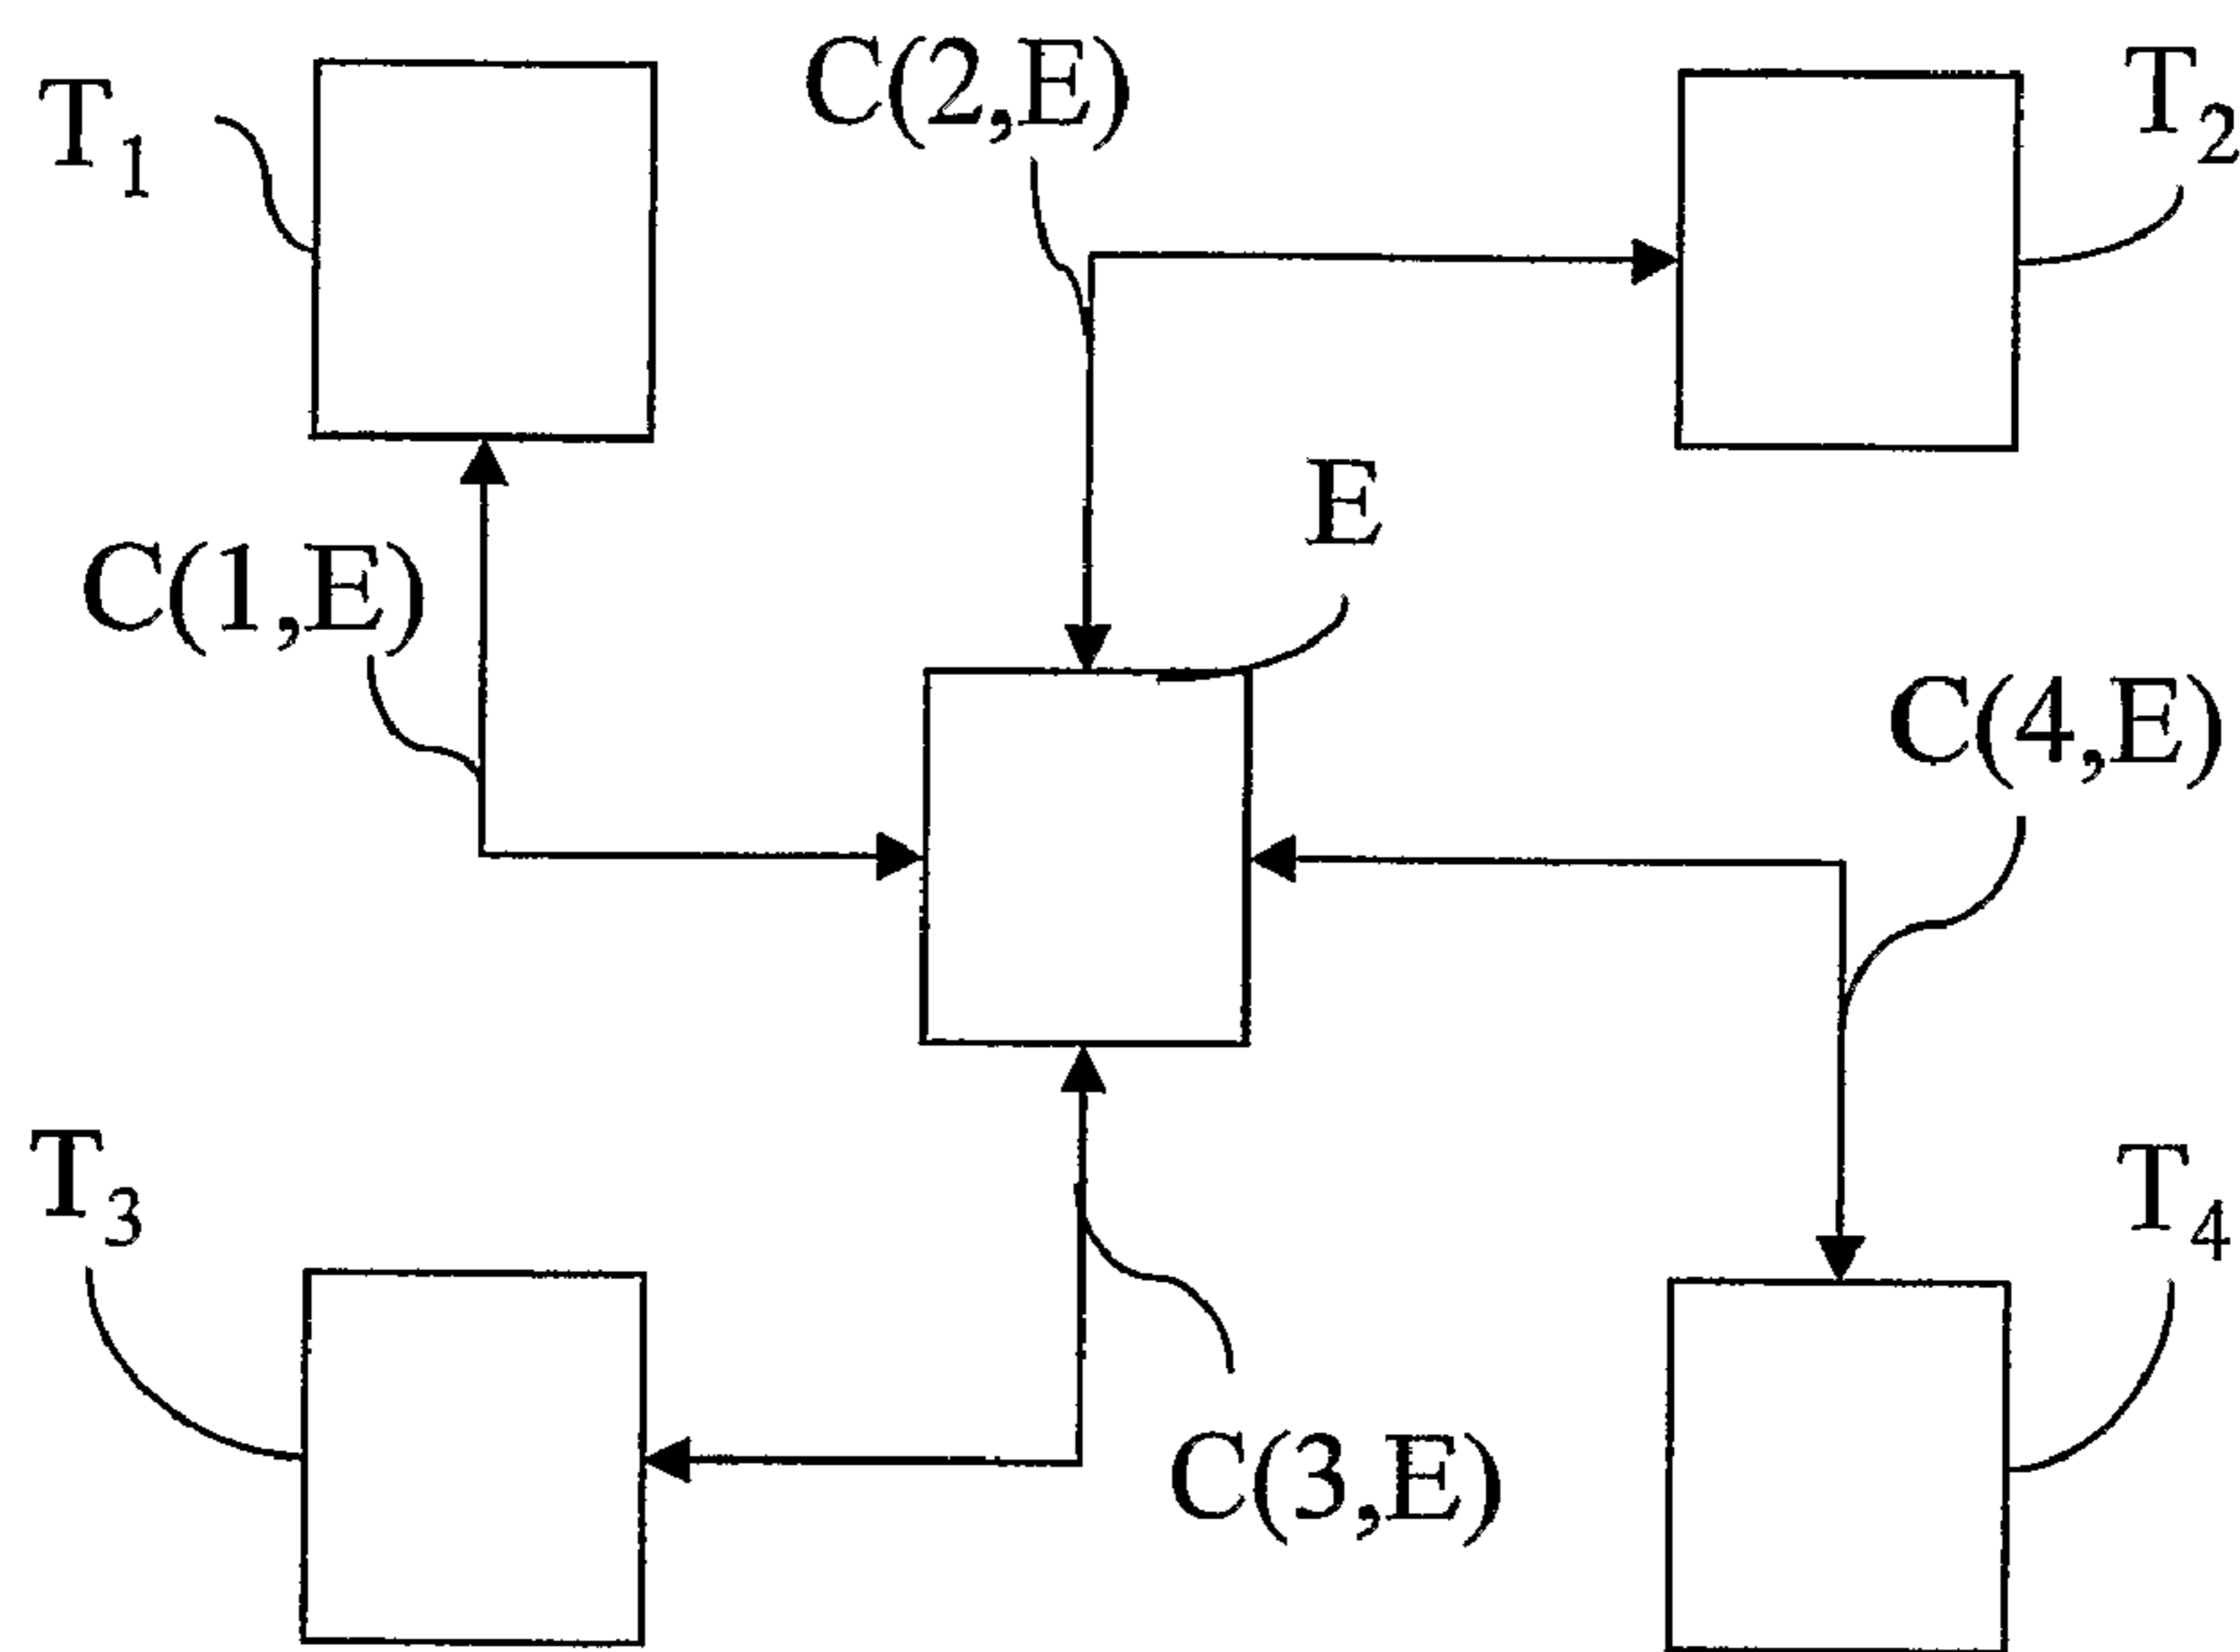 T₁
C(2,E)
T₂
E
C(1,E)
C(4,E)
T₃
T₄
C(3,E)